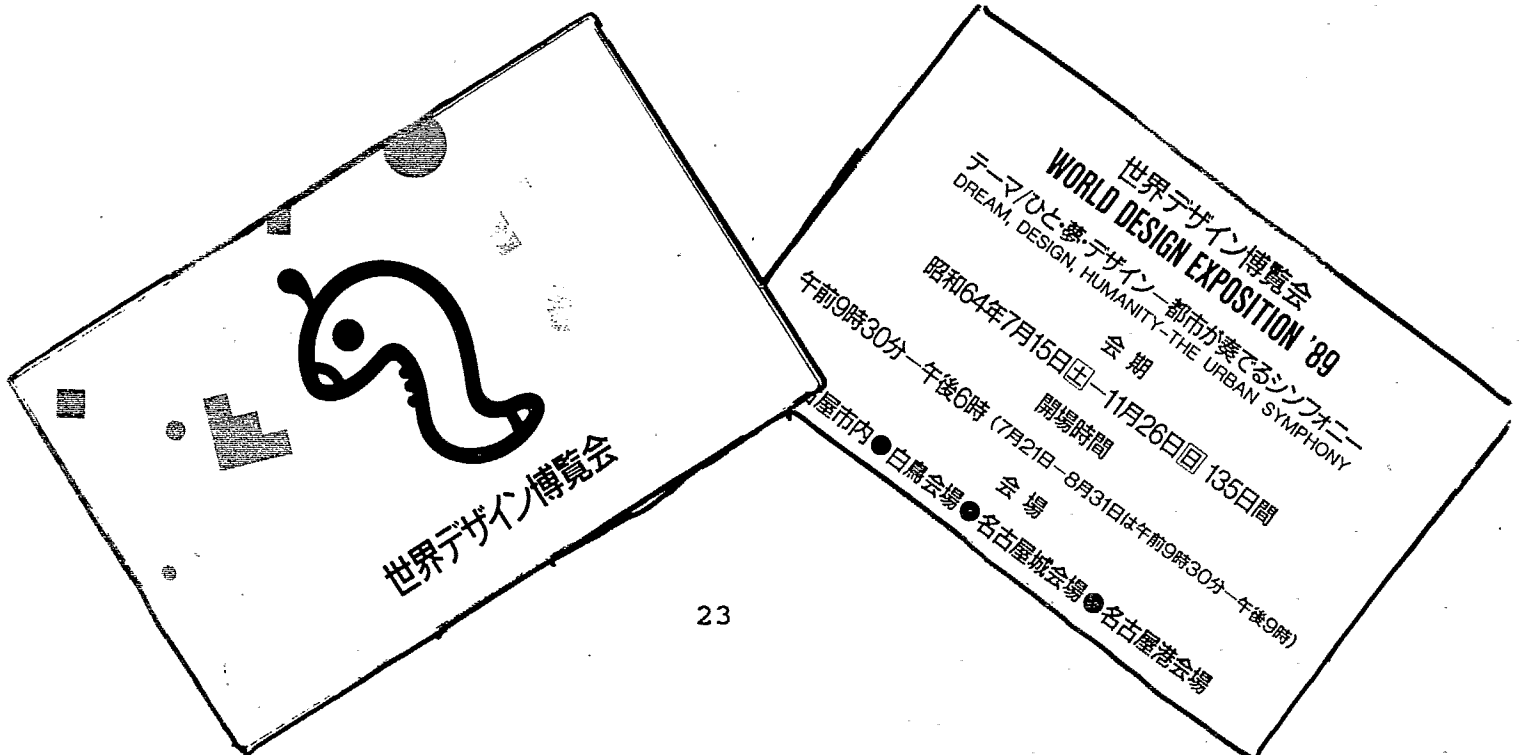 世界デザイン博覧会
世界デザイン博覧会
WORLD DESIGN EXPOSITION '89
テーマ/ひと・夢・デザイン―都市が奏でるシンフォニー
DREAM, DESIGN, HUMANITY-THE URBAN SYMPHONY
会期
昭和64年7月15日土―11月26日日 135日間
開場時間
午前9時30分―午後6時 (7月21日―8月31日は午前9時30分―午後9時)
会場
屋市内●白鳥会場●名古屋城会場●名古屋港会場
23